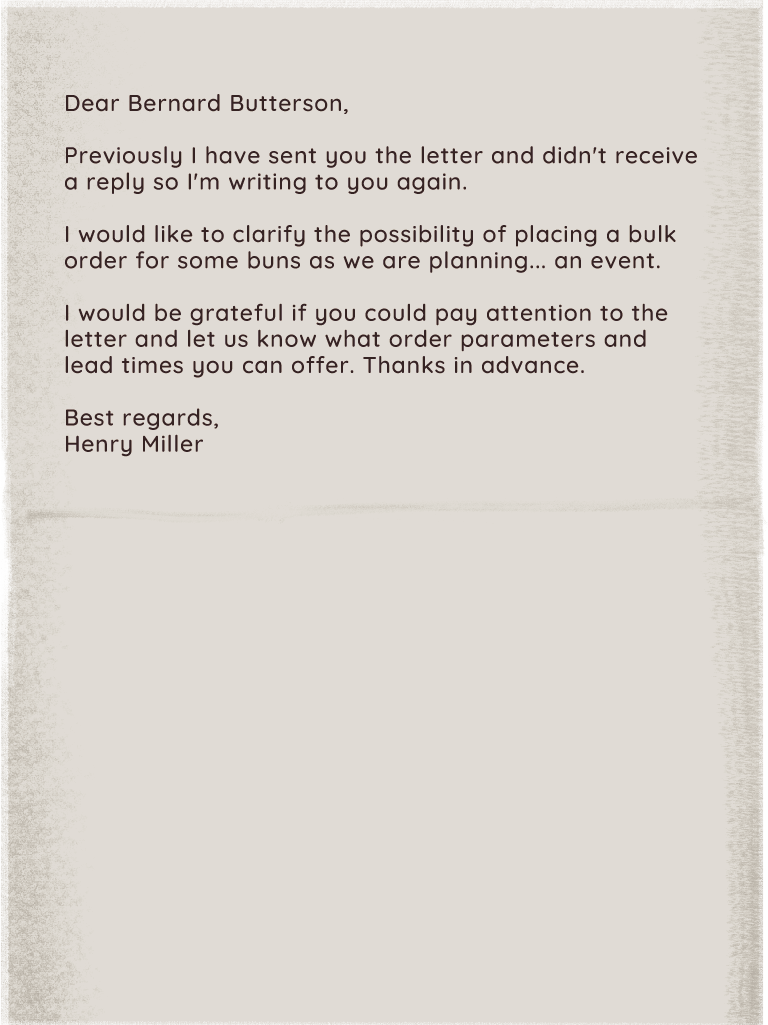 Dear Bernard Butterson,
Previously I have sent you the letter and didn't receive
a reply so I'm writing to you again.
I would like to clarify the possibility of placing a bulk
order for some buns as we are planning... an event.
I would be grateful if you could pay attention to the
letter and let us know what order parameters and
lead times you can offer. Thanks in advance.
Best regards,
Henry Miller